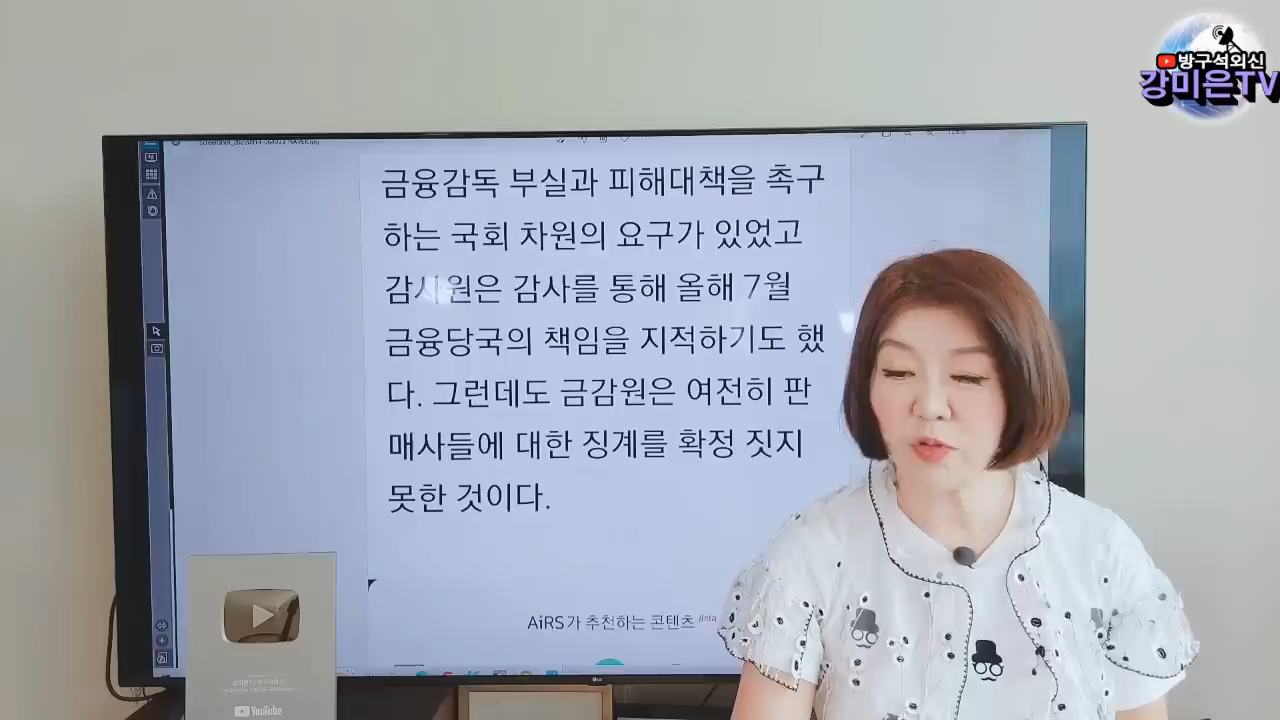 방구석외신
강미은TV
금융감독 부실과 피해대책을 촉구
하는 국회 차원의 요구가 있었고
감사원은 감사를 통해 올해 7월
금융당국의 책임을 지적하기도 했
다. 그런데도 금감원은 여전히 판
매사들에 대한 징계를 확정 짓지
못한 것이다.
AiRS가 추천하는 콘텐츠 Beta
YouTube
LG